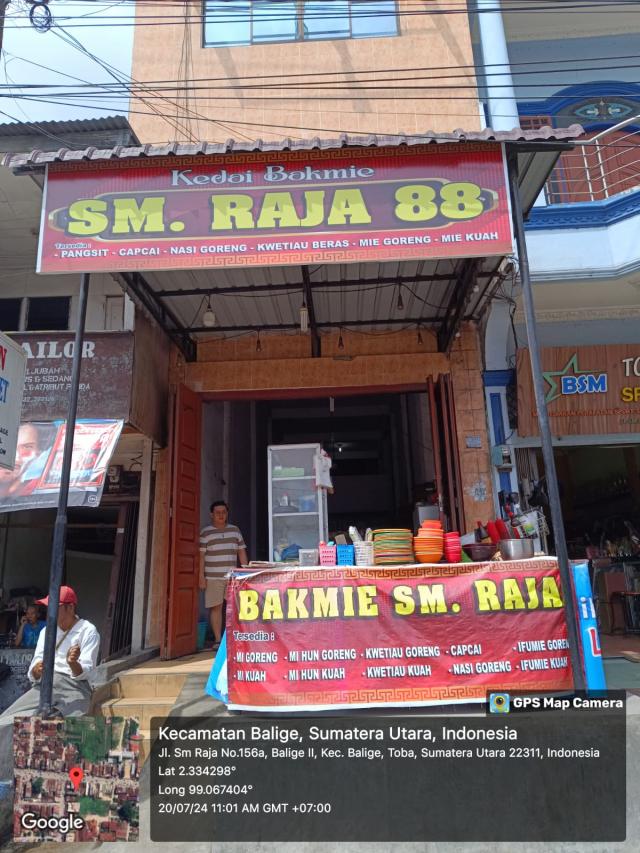 Kedai Bakmie
SM. RAJA 88
Tersedia :
- PANGSIT - CAPCAI - NASI GORENG - KWETIAU BERAS - MIE GORENG - MIE KUAH
AILOR
JUBAH
& SEDANG
BSM
BAKMIE SM. RAJA
Tersedia :
- MI GORENG - MI HUN GORENG - KWETIAU GORENG - CAPCAI - IFUMIE GOREN
- MI KUAH - MI HUN KUAH - KWETIAU KUAH - NASI GORENG - IFUMIE KUAH
GPS Map Camera
Kecamatan Balige, Sumatera Utara, Indonesia
Jl. Sm Raja No.156a, Balige II, Kec. Balige, Toba, Sumatera Utara 22311, Indonesia
Lat 2.334298°
Long 99.067404°
20/07/24 11:01 AM GMT +07:00
Google